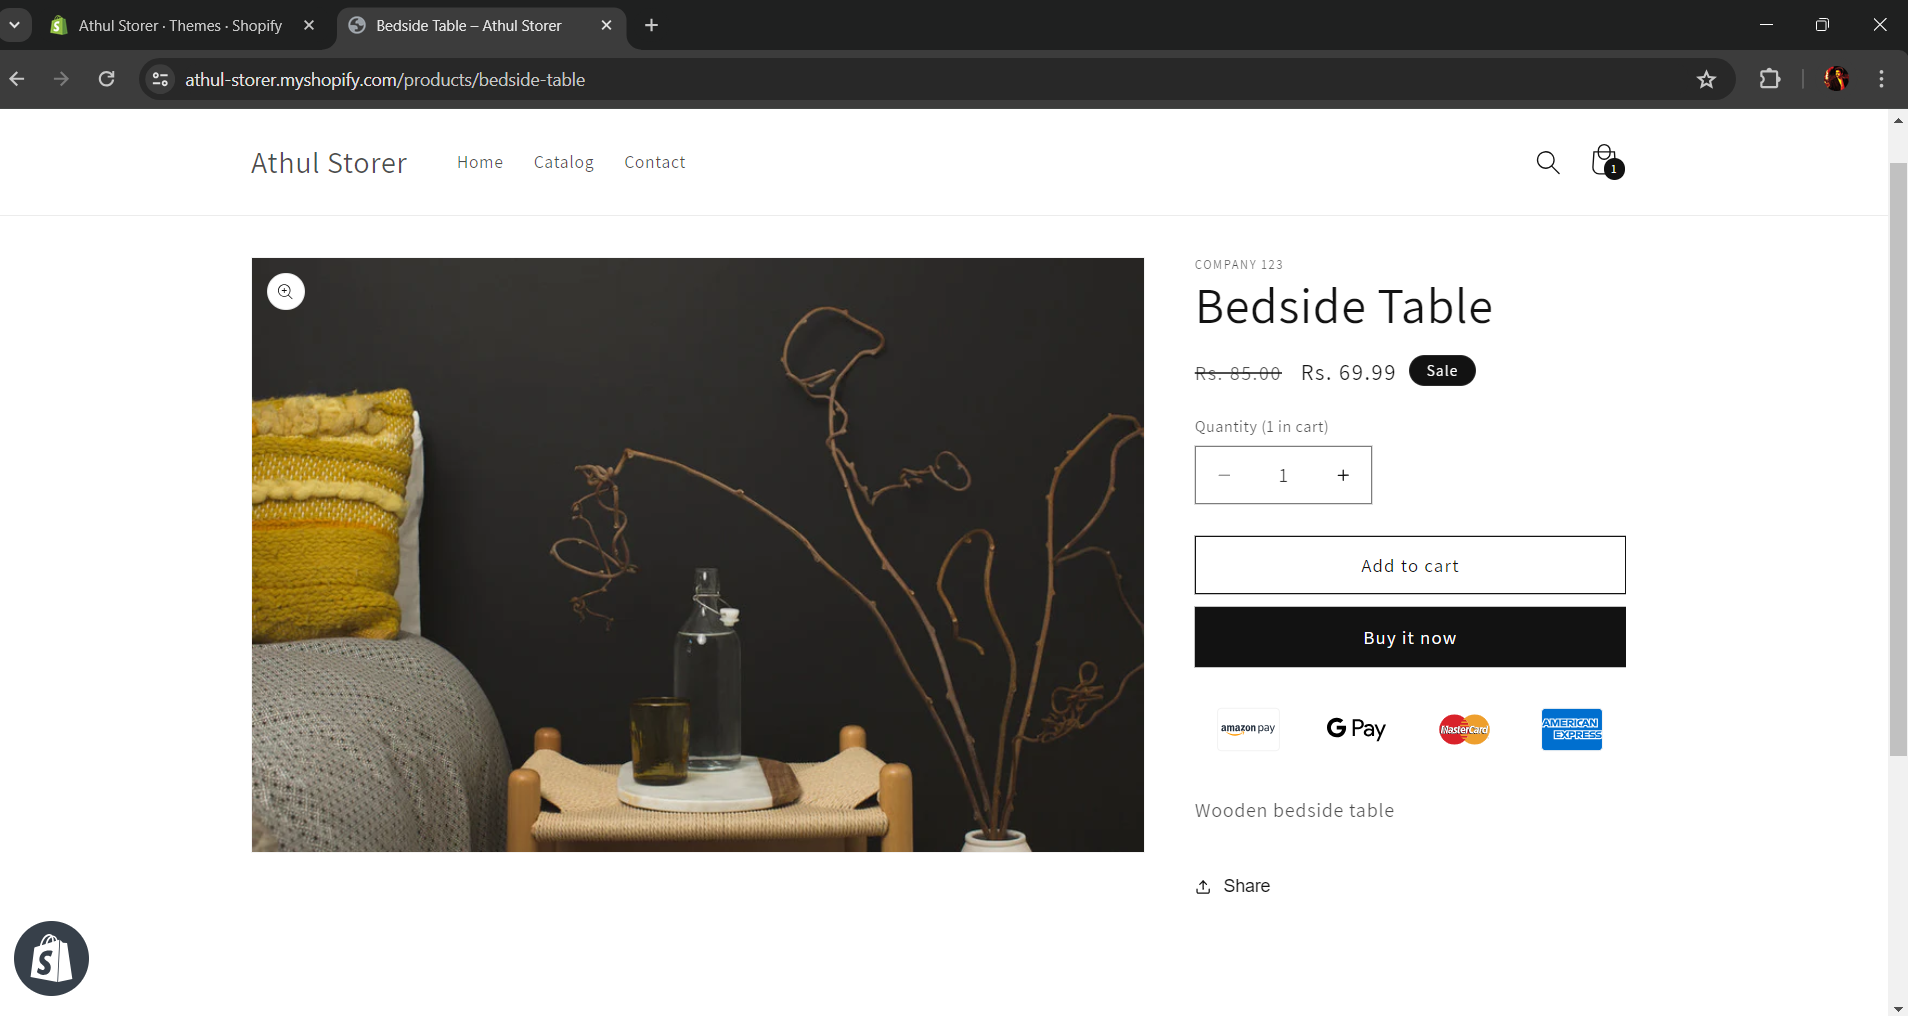 Athul Storer · Themes · Shopify
Bedside Table – Athul Storer
athul-storer.myshopify.com/products/bedside-table
Athul Storer
Home
Catalog
Contact
1
COMPANY 123
Bedside Table
Rs. 85.00 Rs. 69.99 Sale
Quantity (1 in cart)
− 1 +
Add to cart
Buy it now
amazon pay
G Pay
MasterCard
AMERICAN EXPRESS
Wooden bedside table
Share
S